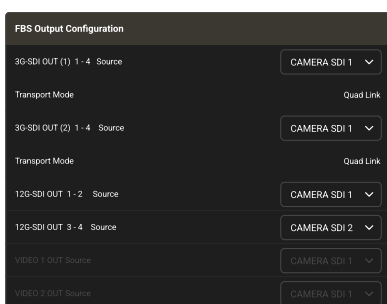 FBS Output Configuration
3G-SDI OUT (1) 1 - 4 Source CAMERA SDI 1
Transport Mode Quad Link
3G-SDI OUT (2) 1 - 4 Source CAMERA SDI 1
Transport Mode Quad Link
12G-SDI OUT 1 - 2 Source CAMERA SDI 1
12G-SDI OUT 3 - 4 Source CAMERA SDI 2
VIDEO 1 OUT Source CAMERA SDI 1
VIDEO 2 OUT Source CAMERA SDI 1